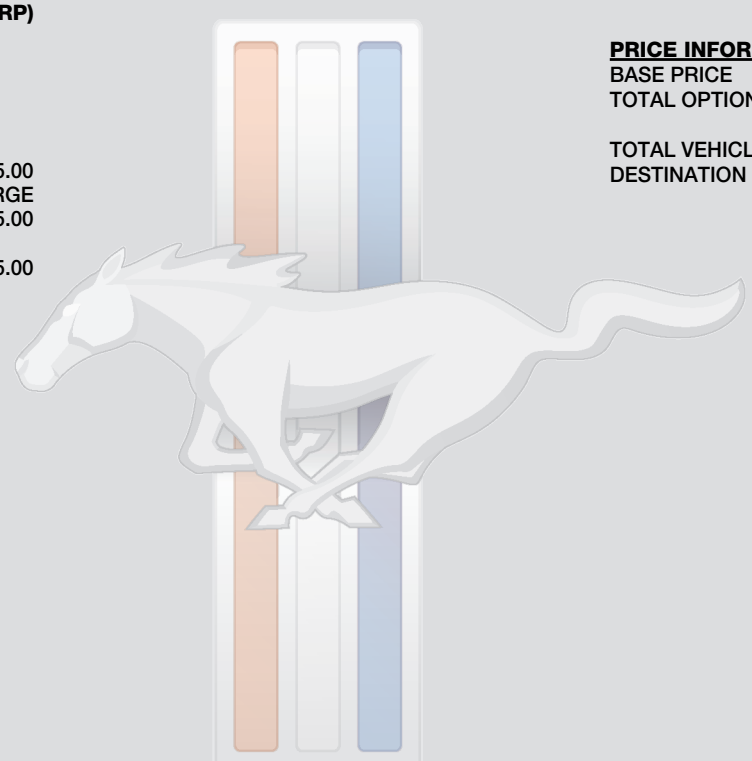 RP)
5.00
RGE
5.00
5.00
PRICE INFOR
BASE PRICE
TOTAL OPTION
TOTAL VEHICL
DESTINATION